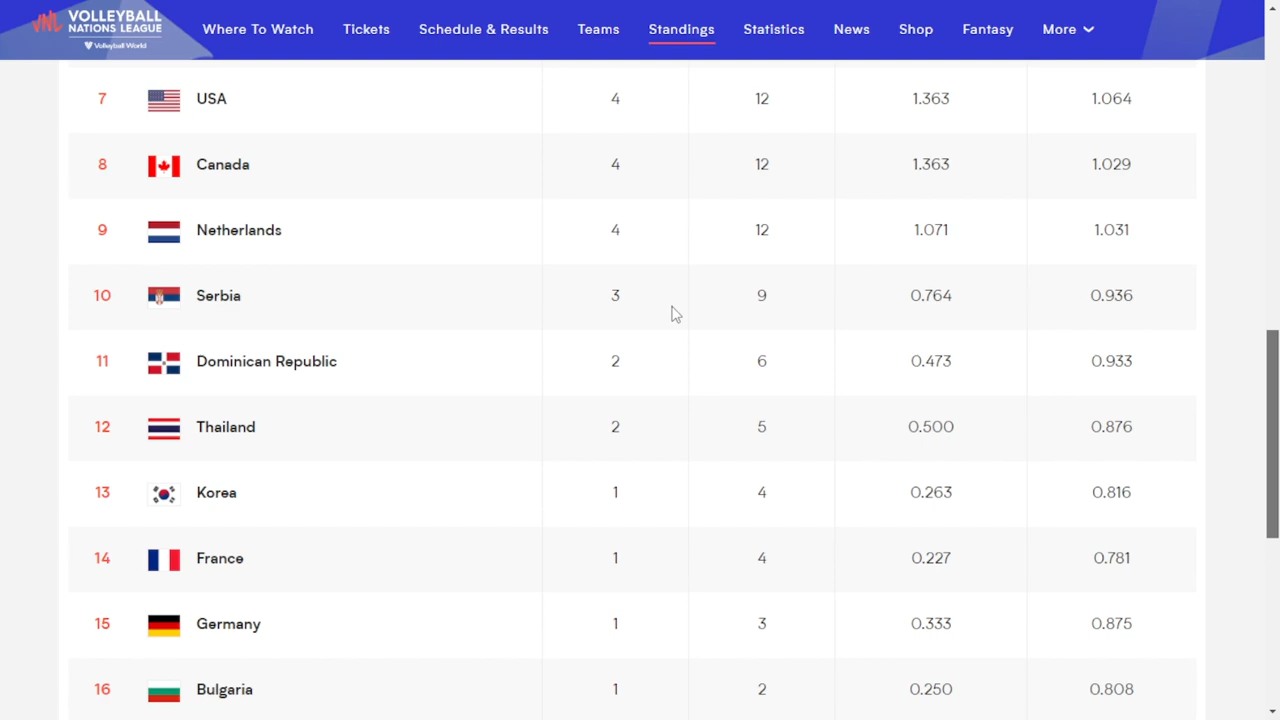 VOLLEYBALL
NATIONS LEAGUE
Volleyball World
Where To Watch Tickets Schedule & Results Teams Standings Statistics News Shop Fantasy More
7 USA 4 12 1.363 1.064
8 Canada 4 12 1.363 1.029
9 Netherlands 4 12 1.071 1.031
10 Serbia 3 9 0.764 0.936
11 Dominican Republic 2 6 0.473 0.933
12 Thailand 2 5 0.500 0.876
13 Korea 1 4 0.263 0.816
14 France 1 4 0.227 0.781
15 Germany 1 3 0.333 0.875
16 Bulgaria 1 2 0.250 0.808